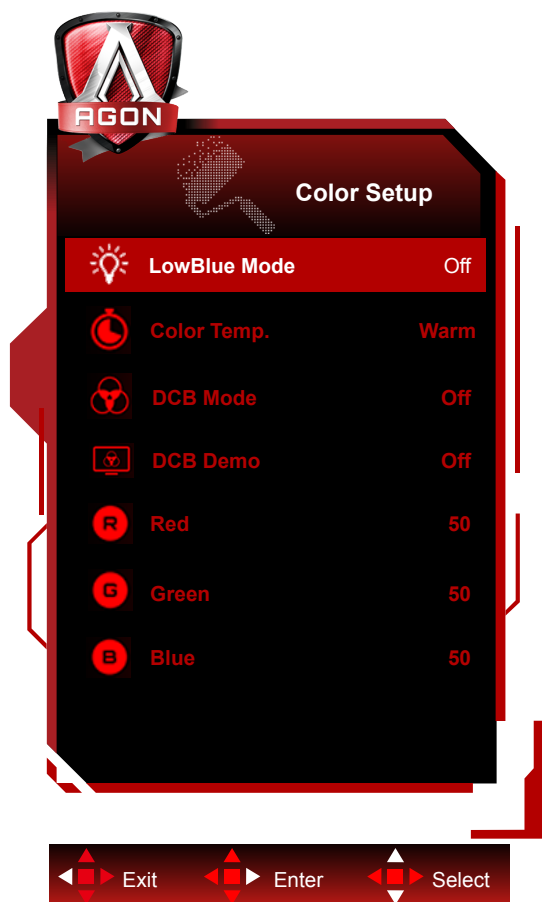 AGON
Color Setup
LowBlue Mode Off
Color Temp. Warm
DCB Mode Off
DCB Demo Off
R Red 50
G Green 50
B Blue 50
Exit Enter Select